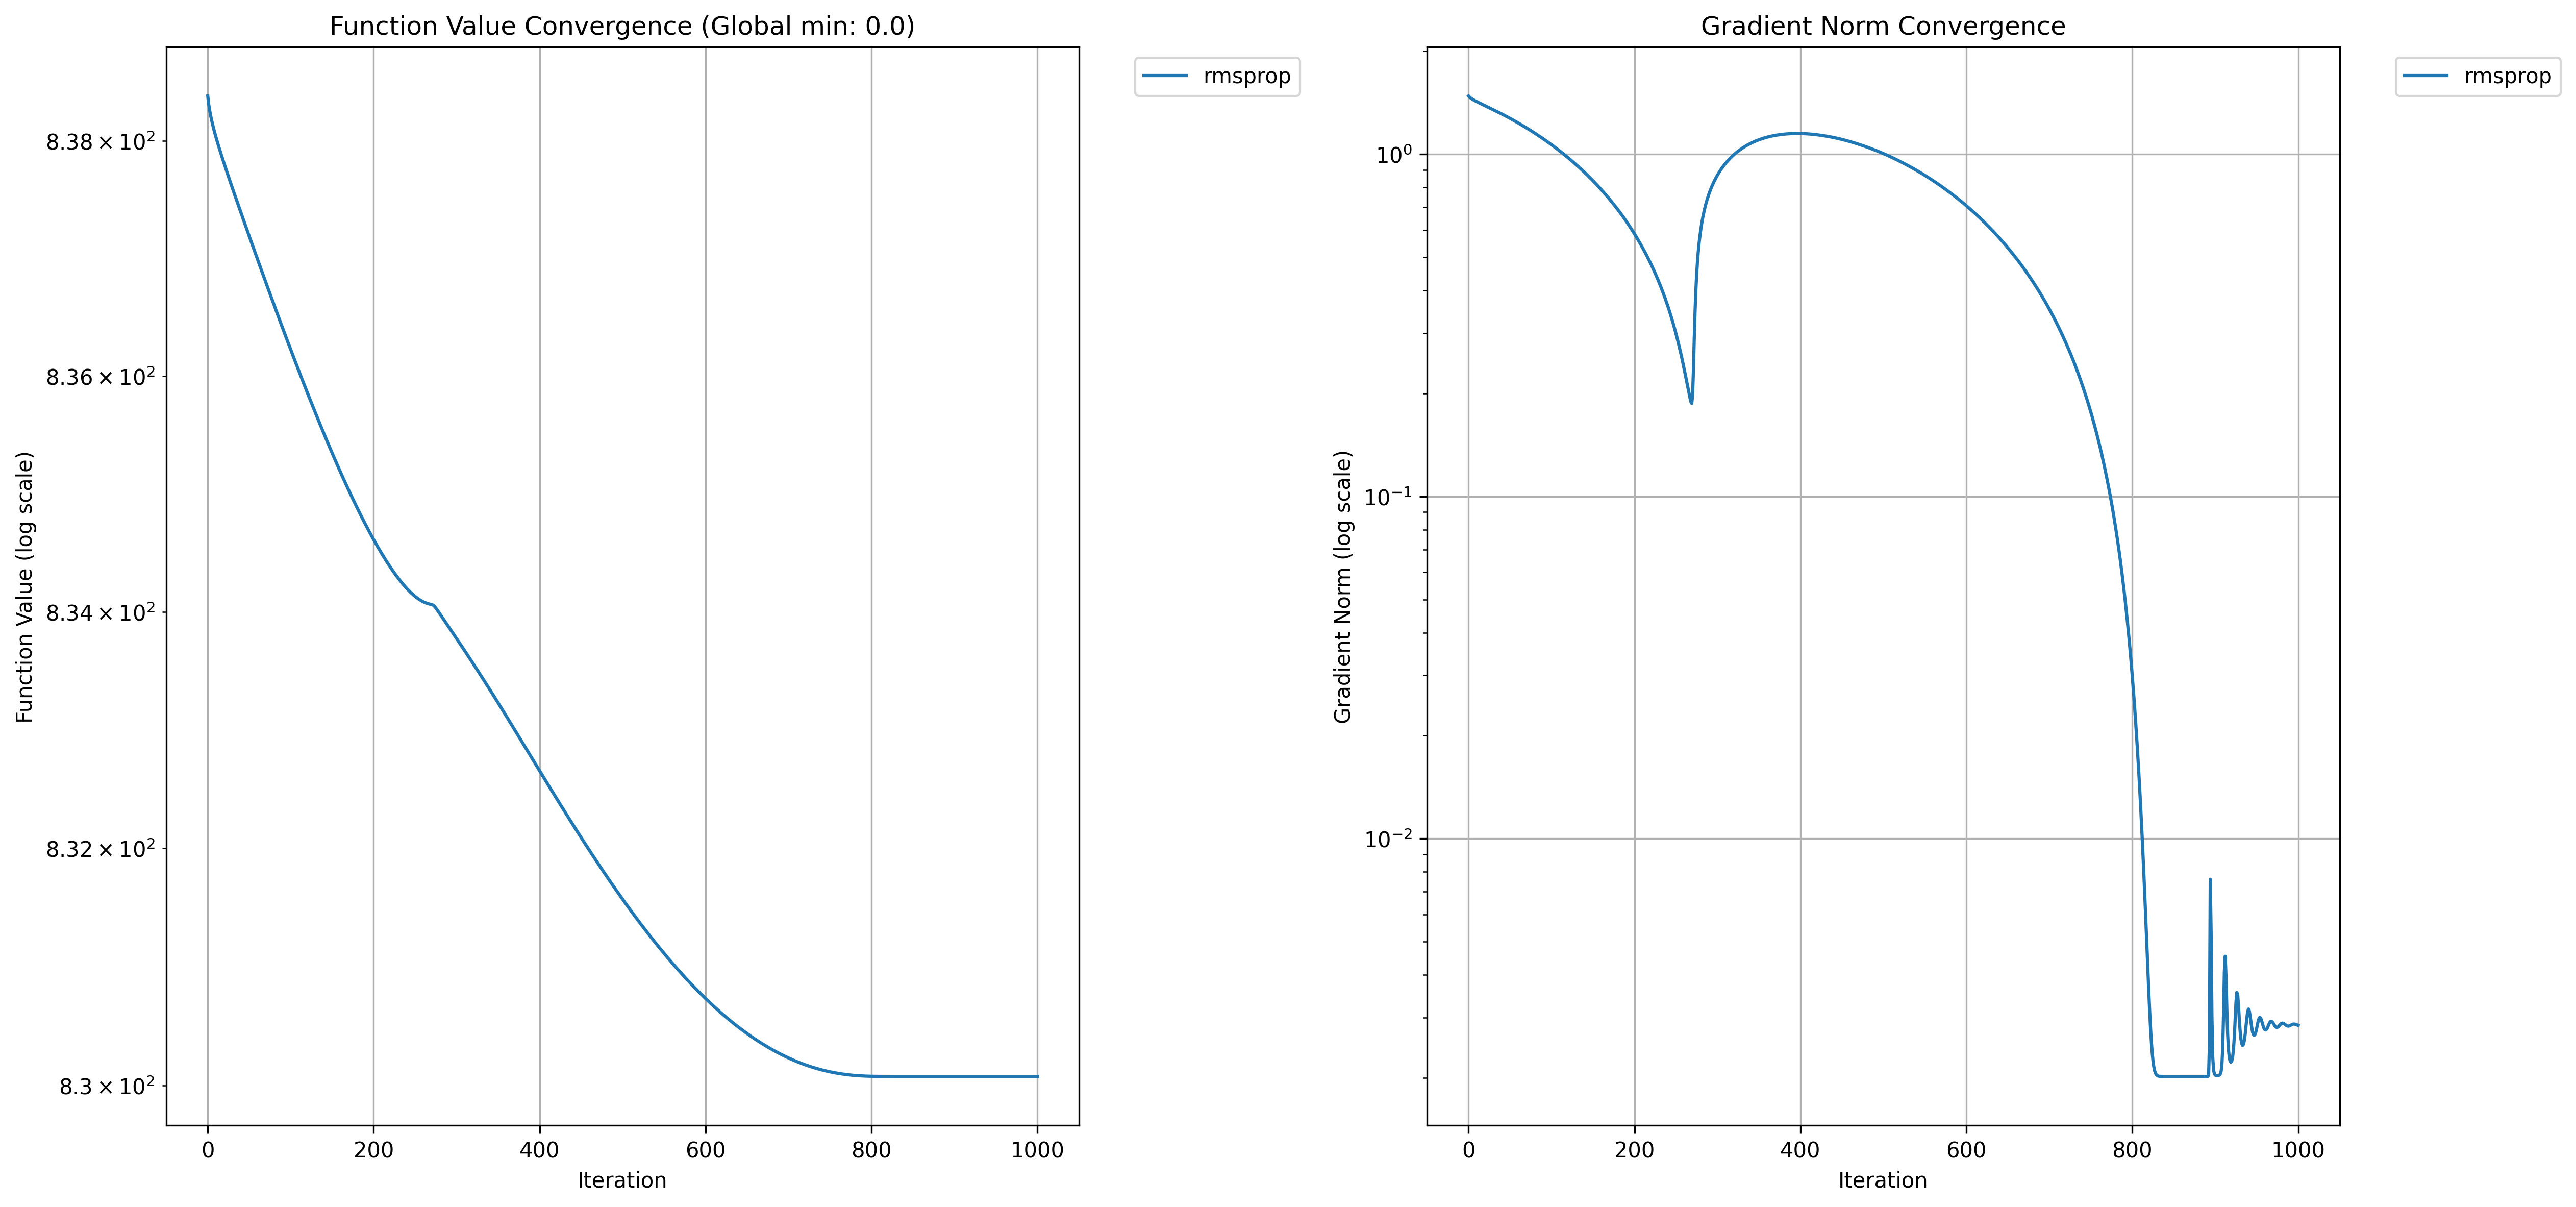 Function Value Convergence (Global min: 0.0)
rmsprop
8.38 × 10²
8.36 × 10²
8.34 × 10²
8.32 × 10²
8.3 × 10²
Function Value (log scale)
0 200 400 600 800 1000
Iteration
Gradient Norm Convergence
rmsprop
10⁰
10⁻¹
10⁻²
Gradient Norm (log scale)
0 200 400 600 800 1000
Iteration